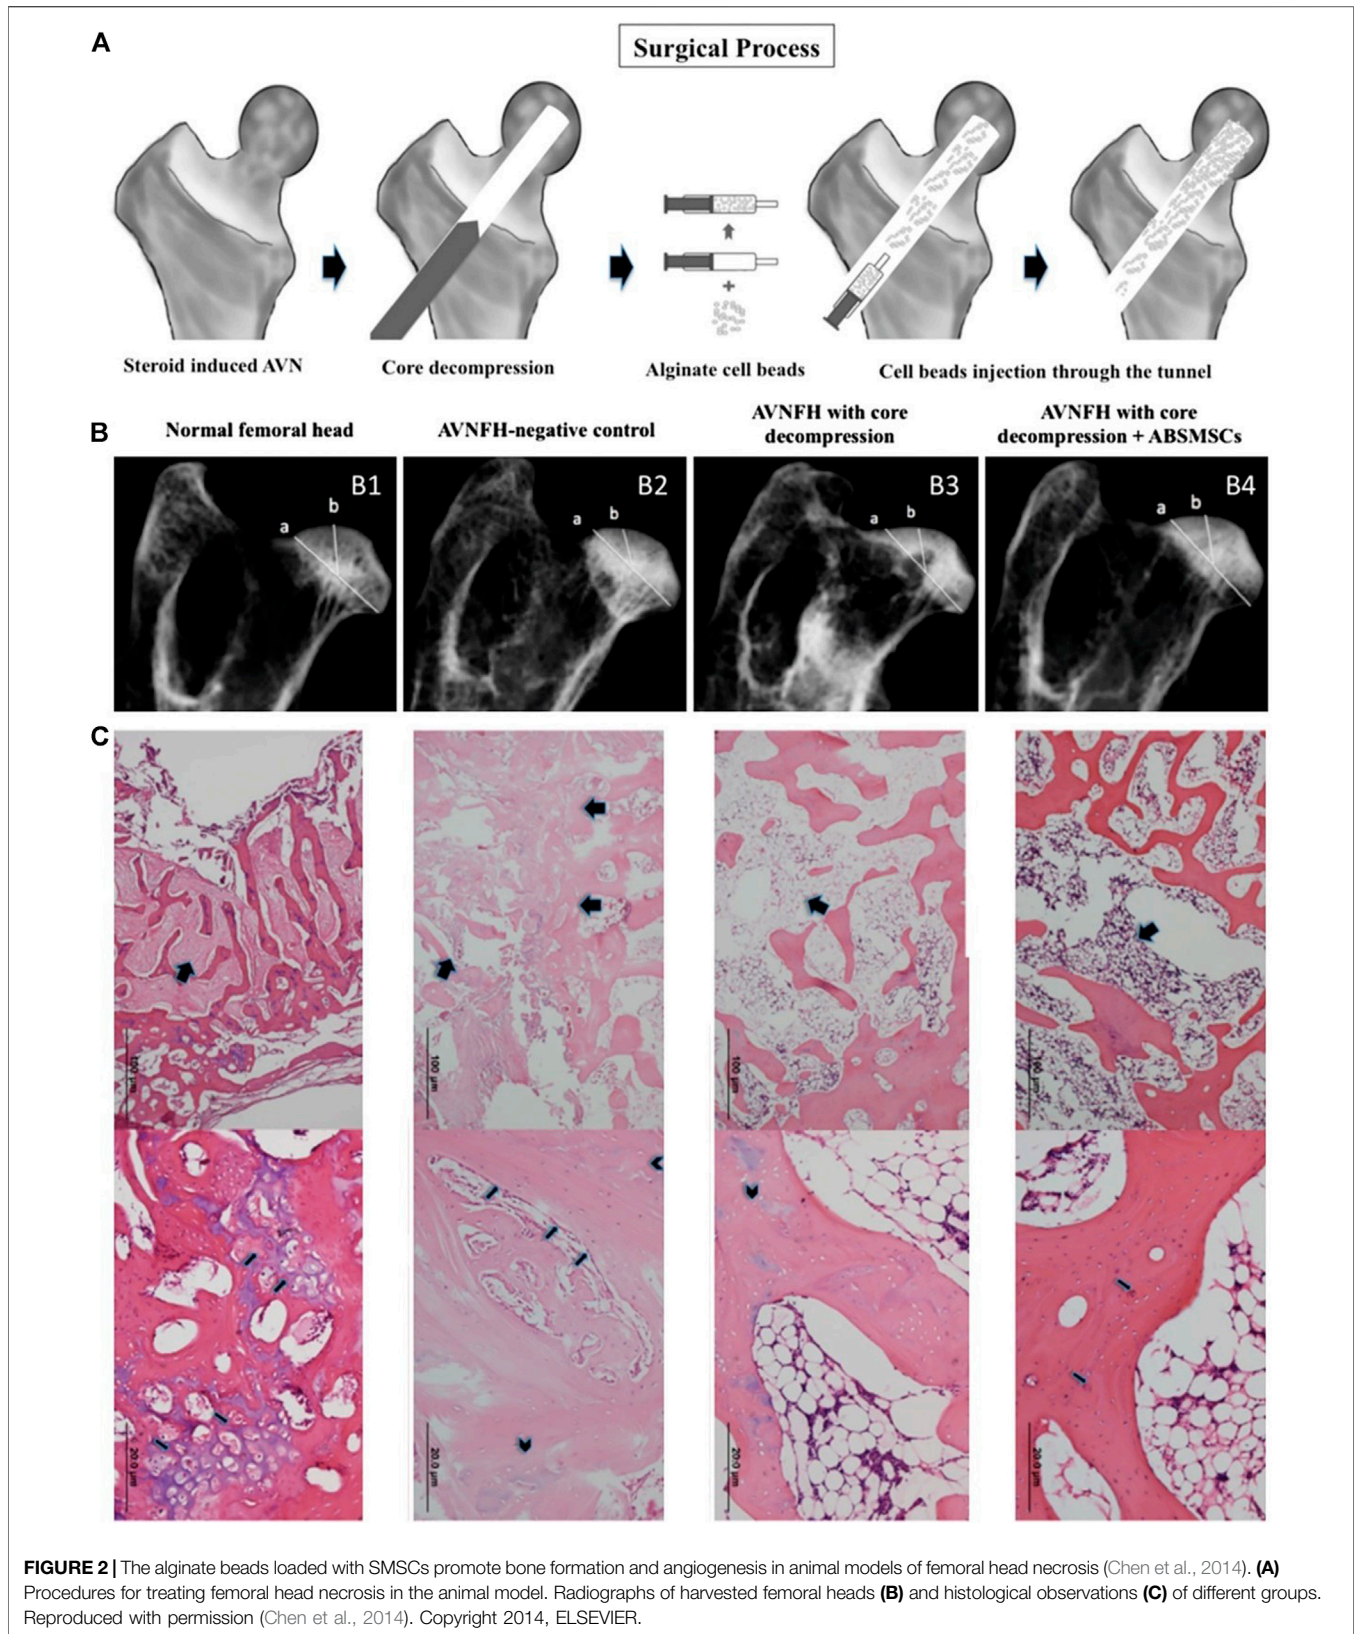 A
Surgical Process
Steroid induced AVN
Core decompression
+
Alginate cell beads
Cell beads injection through the tunnel
B
Normal femoral head
AVNFH-negative control
AVNFH with core
decompression
AVNFH with core
decompression + ABSMSCs
B1
a
b
B2
a
b
B3
a
b
B4
a
b
C
100 µm
100 µm
100 µm
100 µm
20.0 µm
20.0 µm
20.0 µm
20.0 µm
FIGURE 2 | The alginate beads loaded with SMSCs promote bone formation and angiogenesis in animal models of femoral head necrosis (Chen et al., 2014). (A)
Procedures for treating femoral head necrosis in the animal model. Radiographs of harvested femoral heads (B) and histological observations (C) of different groups.
Reproduced with permission (Chen et al., 2014). Copyright 2014, ELSEVIER.